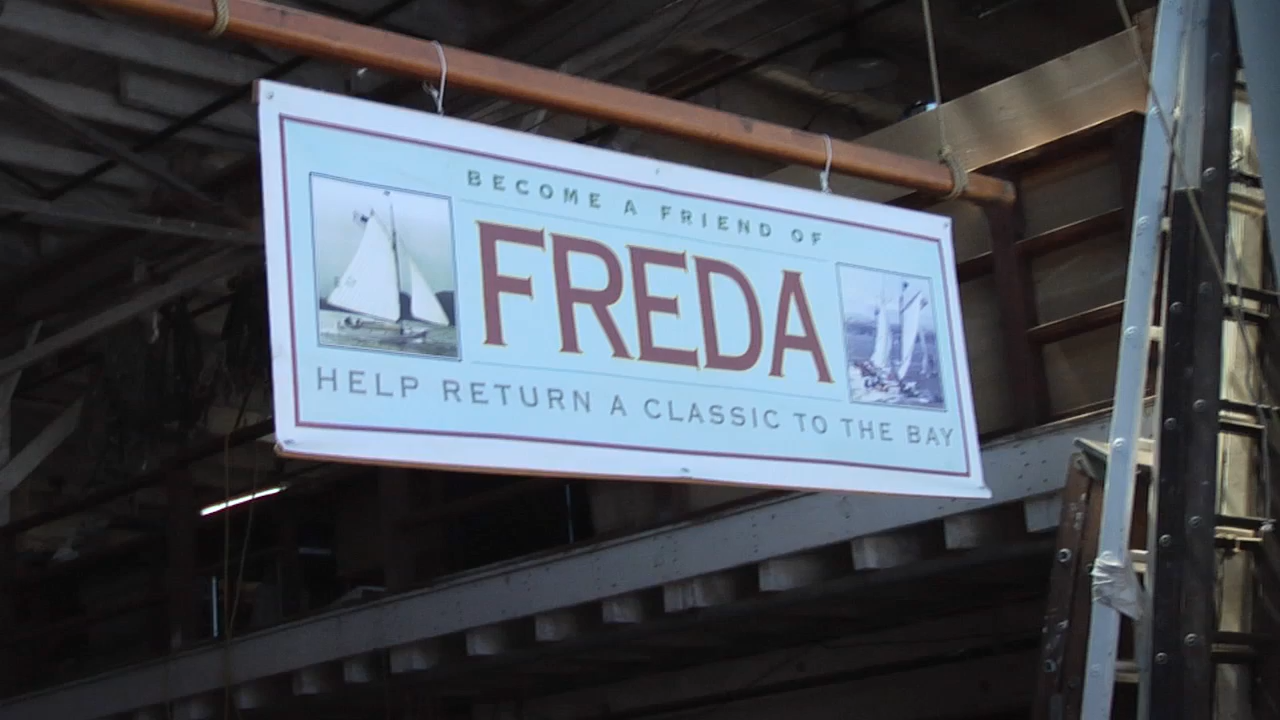 BECOME A FRIEND OF
FREDA
HELP RETURN A CLASSIC TO THE BAY